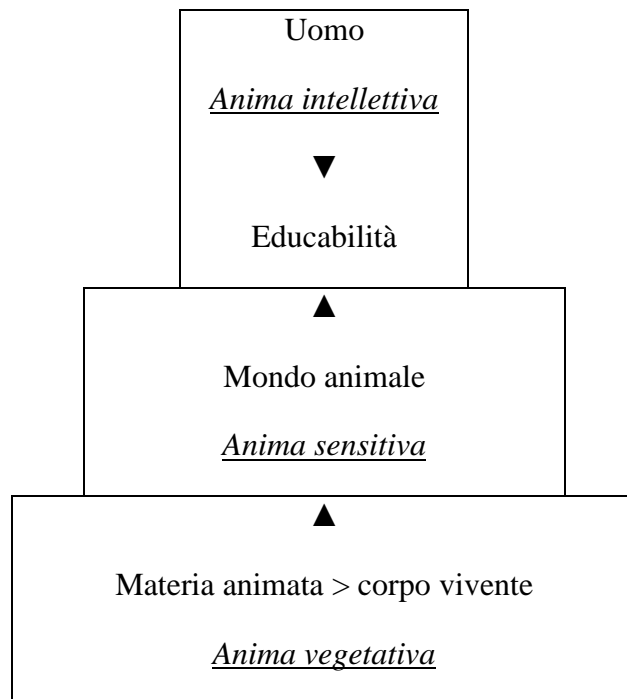 Uomo
Anima intellettiva
▼
Educabilità
▲
Mondo animale
Anima sensitiva
▲
Materia animata > corpo vivente
Anima vegetativa